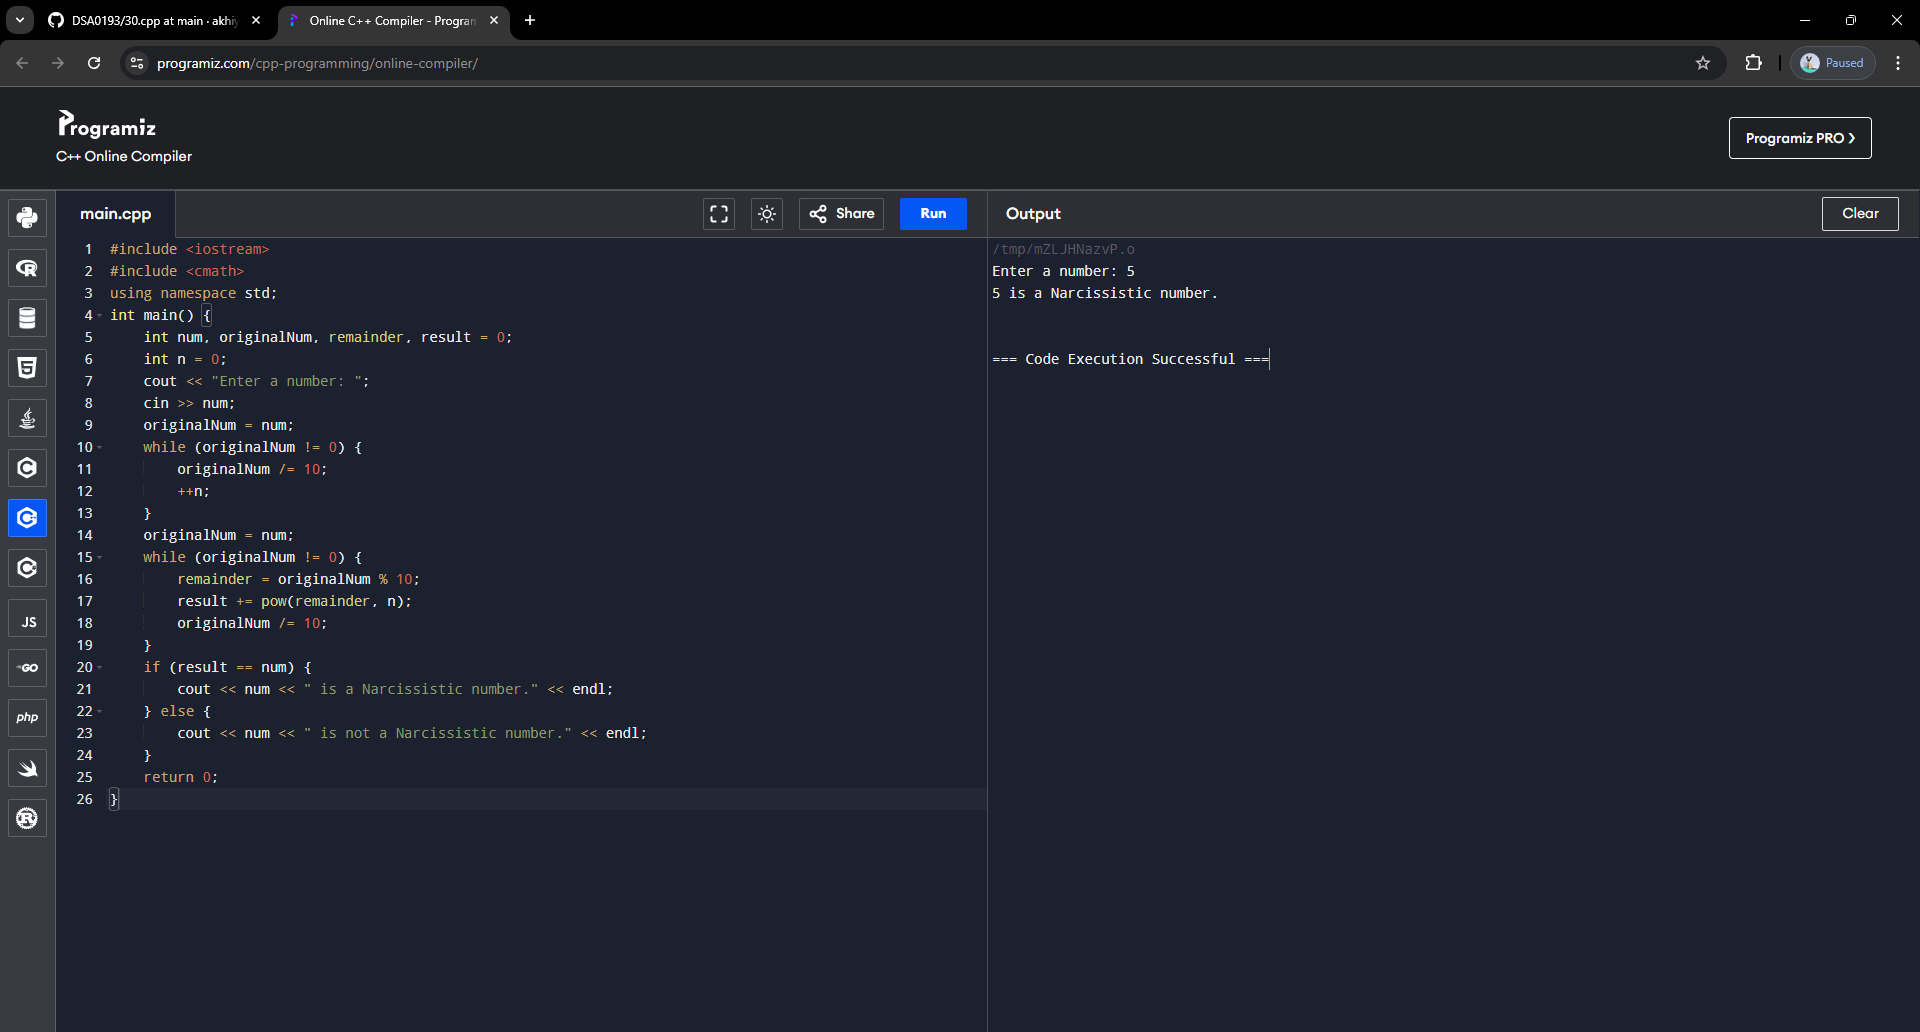 DSA0193/30.cpp at main · akhiy
Online C++ Compiler - Program
programiz.com/cpp-programming/online-compiler/
Paused
Programiz
C++ Online Compiler
Programiz PRO ❯
main.cpp
Share
Run
Output
Clear
1 #include <iostream>
2 #include <cmath>
3 using namespace std;
4 int main() {
5     int num, originalNum, remainder, result = 0;
6     int n = 0;
7     cout << "Enter a number: ";
8     cin >> num;
9     originalNum = num;
10     while (originalNum != 0) {
11         originalNum /= 10;
12         ++n;
13     }
14     originalNum = num;
15     while (originalNum != 0) {
16         remainder = originalNum % 10;
17         result += pow(remainder, n);
18         originalNum /= 10;
19     }
20     if (result == num) {
21         cout << num << " is a Narcissistic number." << endl;
22     } else {
23         cout << num << " is not a Narcissistic number." << endl;
24     }
25     return 0;
26 }
/tmp/mZLJHNazvP.o
Enter a number: 5
5 is a Narcissistic number.
=== Code Execution Successful ===
JS
GO
php